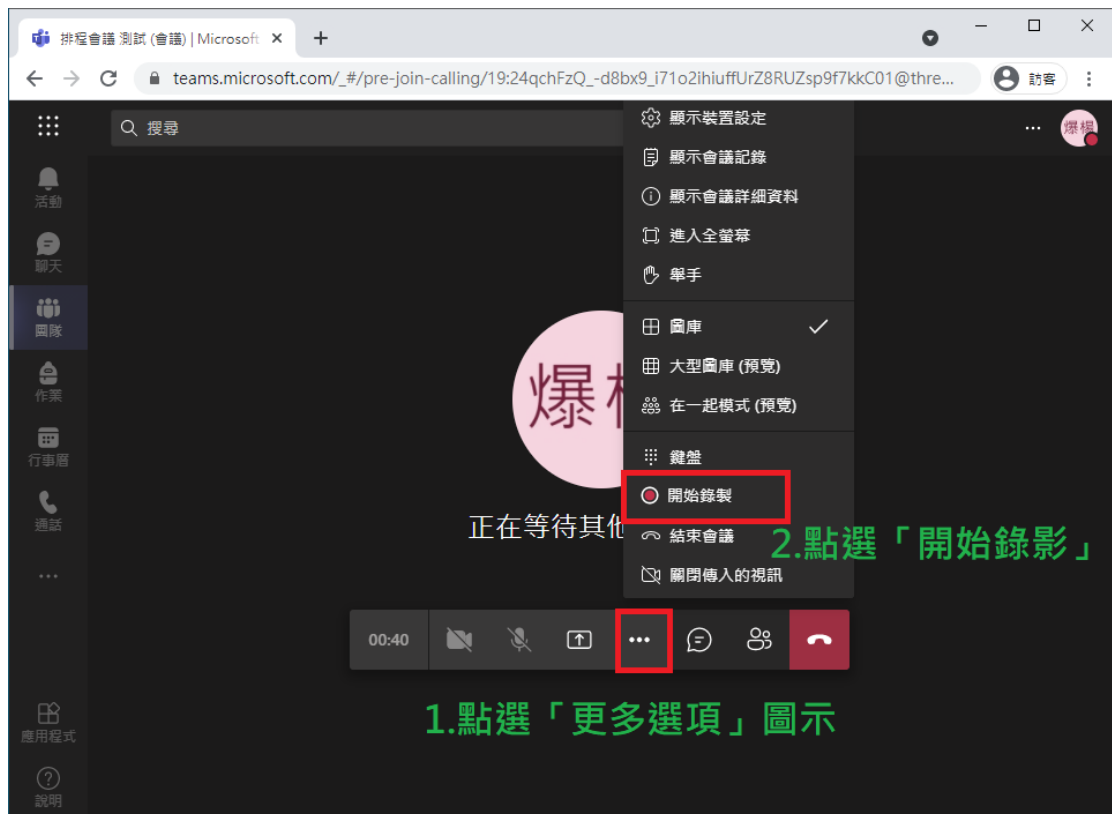 排程會議 測試 (會議) | Microsoft
teams.microsoft.com/_#/pre-join-calling/19:24qchFzQ_-d8bx9_i71o2ihiuffUrZ8RUZsp9f7kkC01@thre...
訪客
搜尋
爆楊
活動
聊天
團隊
作業
行事曆
通話
應用程式
說明
顯示裝置設定
顯示會議記錄
顯示會議詳細資料
進入全螢幕
舉手
圖庫
大型圖庫 (預覽)
在一起模式 (預覽)
鍵盤
開始錄製
結束會議
關閉傳入的視訊
爆
正在等待其他
2.點選「開始錄影」
00:40
1.點選「更多選項」圖示